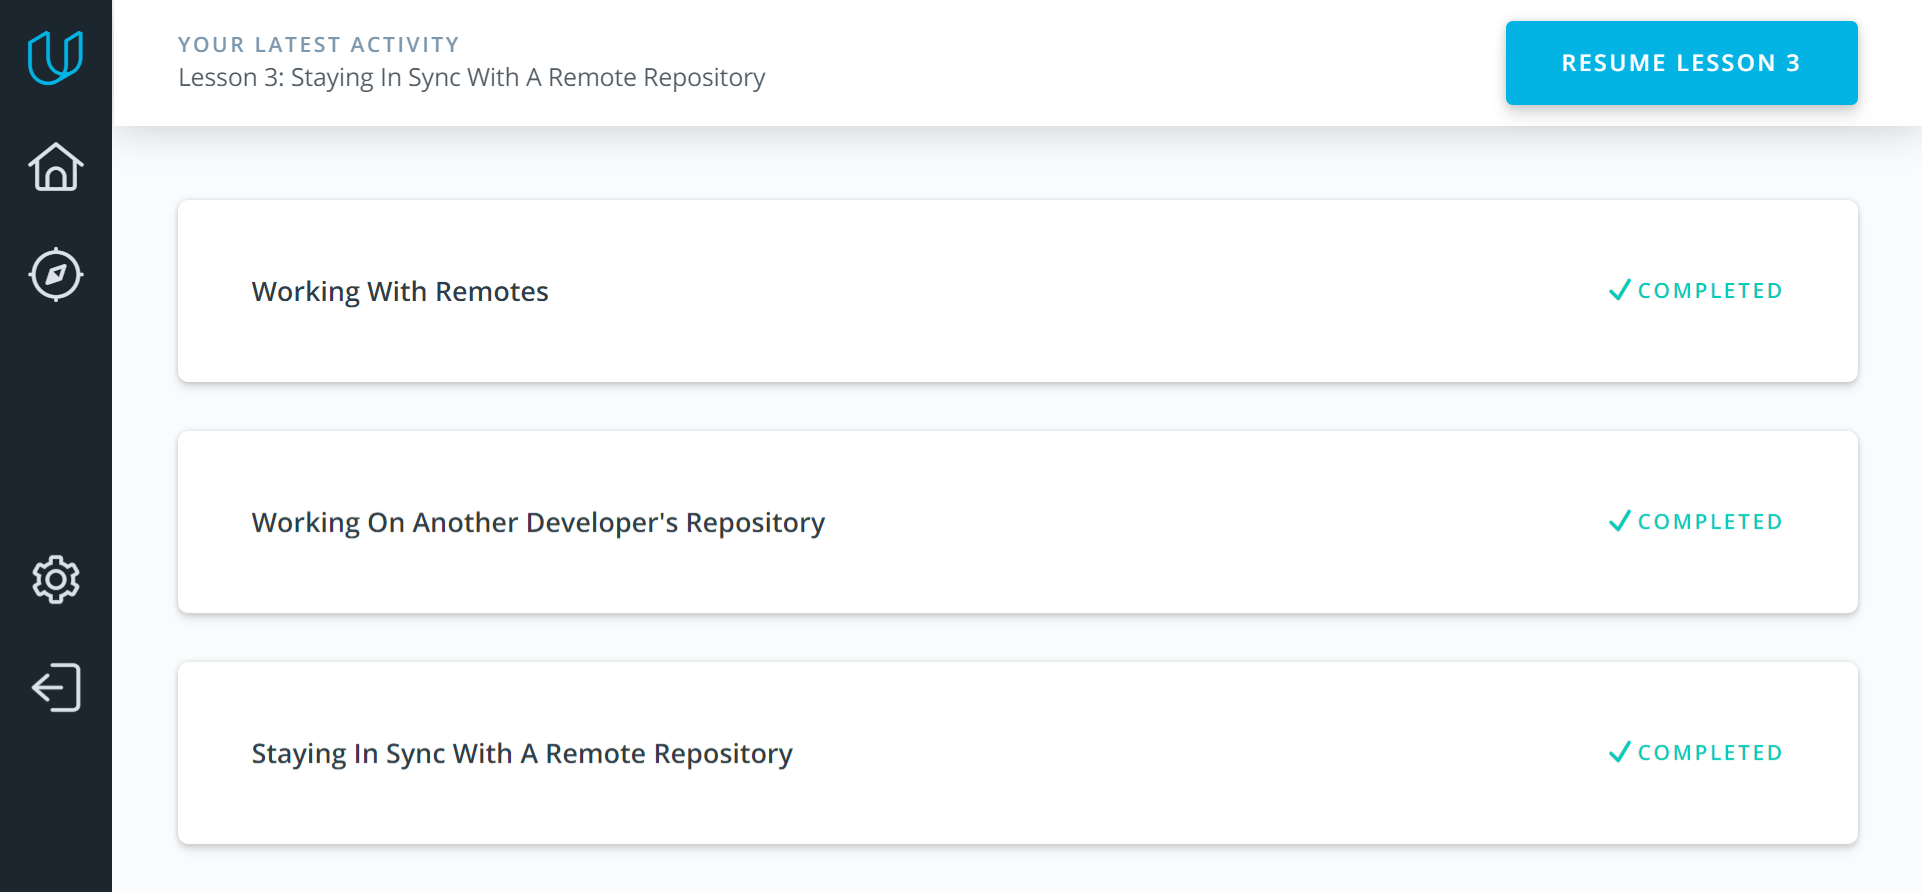 YOUR LATEST ACTIVITY
Lesson 3: Staying In Sync With A Remote Repository
RESUME LESSON 3
Working With Remotes
COMPLETED
Working On Another Developer's Repository
COMPLETED
Staying In Sync With A Remote Repository
COMPLETED